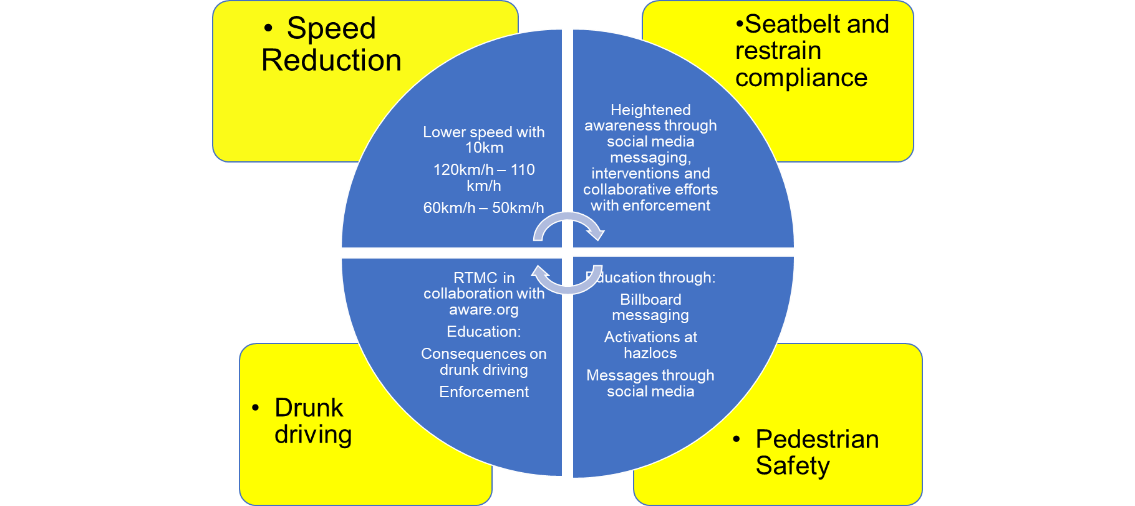 • Speed
Reduction
Lower speed with
10km
120km/h – 110
km/h
60km/h – 50km/h
•Seatbelt and
restrain
compliance
Heightened
awareness through
social media
messaging,
interventions and
collaborative efforts
with enforcement
• Drunk
driving
RTMC in
collaboration with
aware.org
Education:
Consequences on
drunk driving
Enforcement
Education through:
Billboard
messaging
Activations at
hazlocs
Messages through
social media
• Pedestrian
Safety